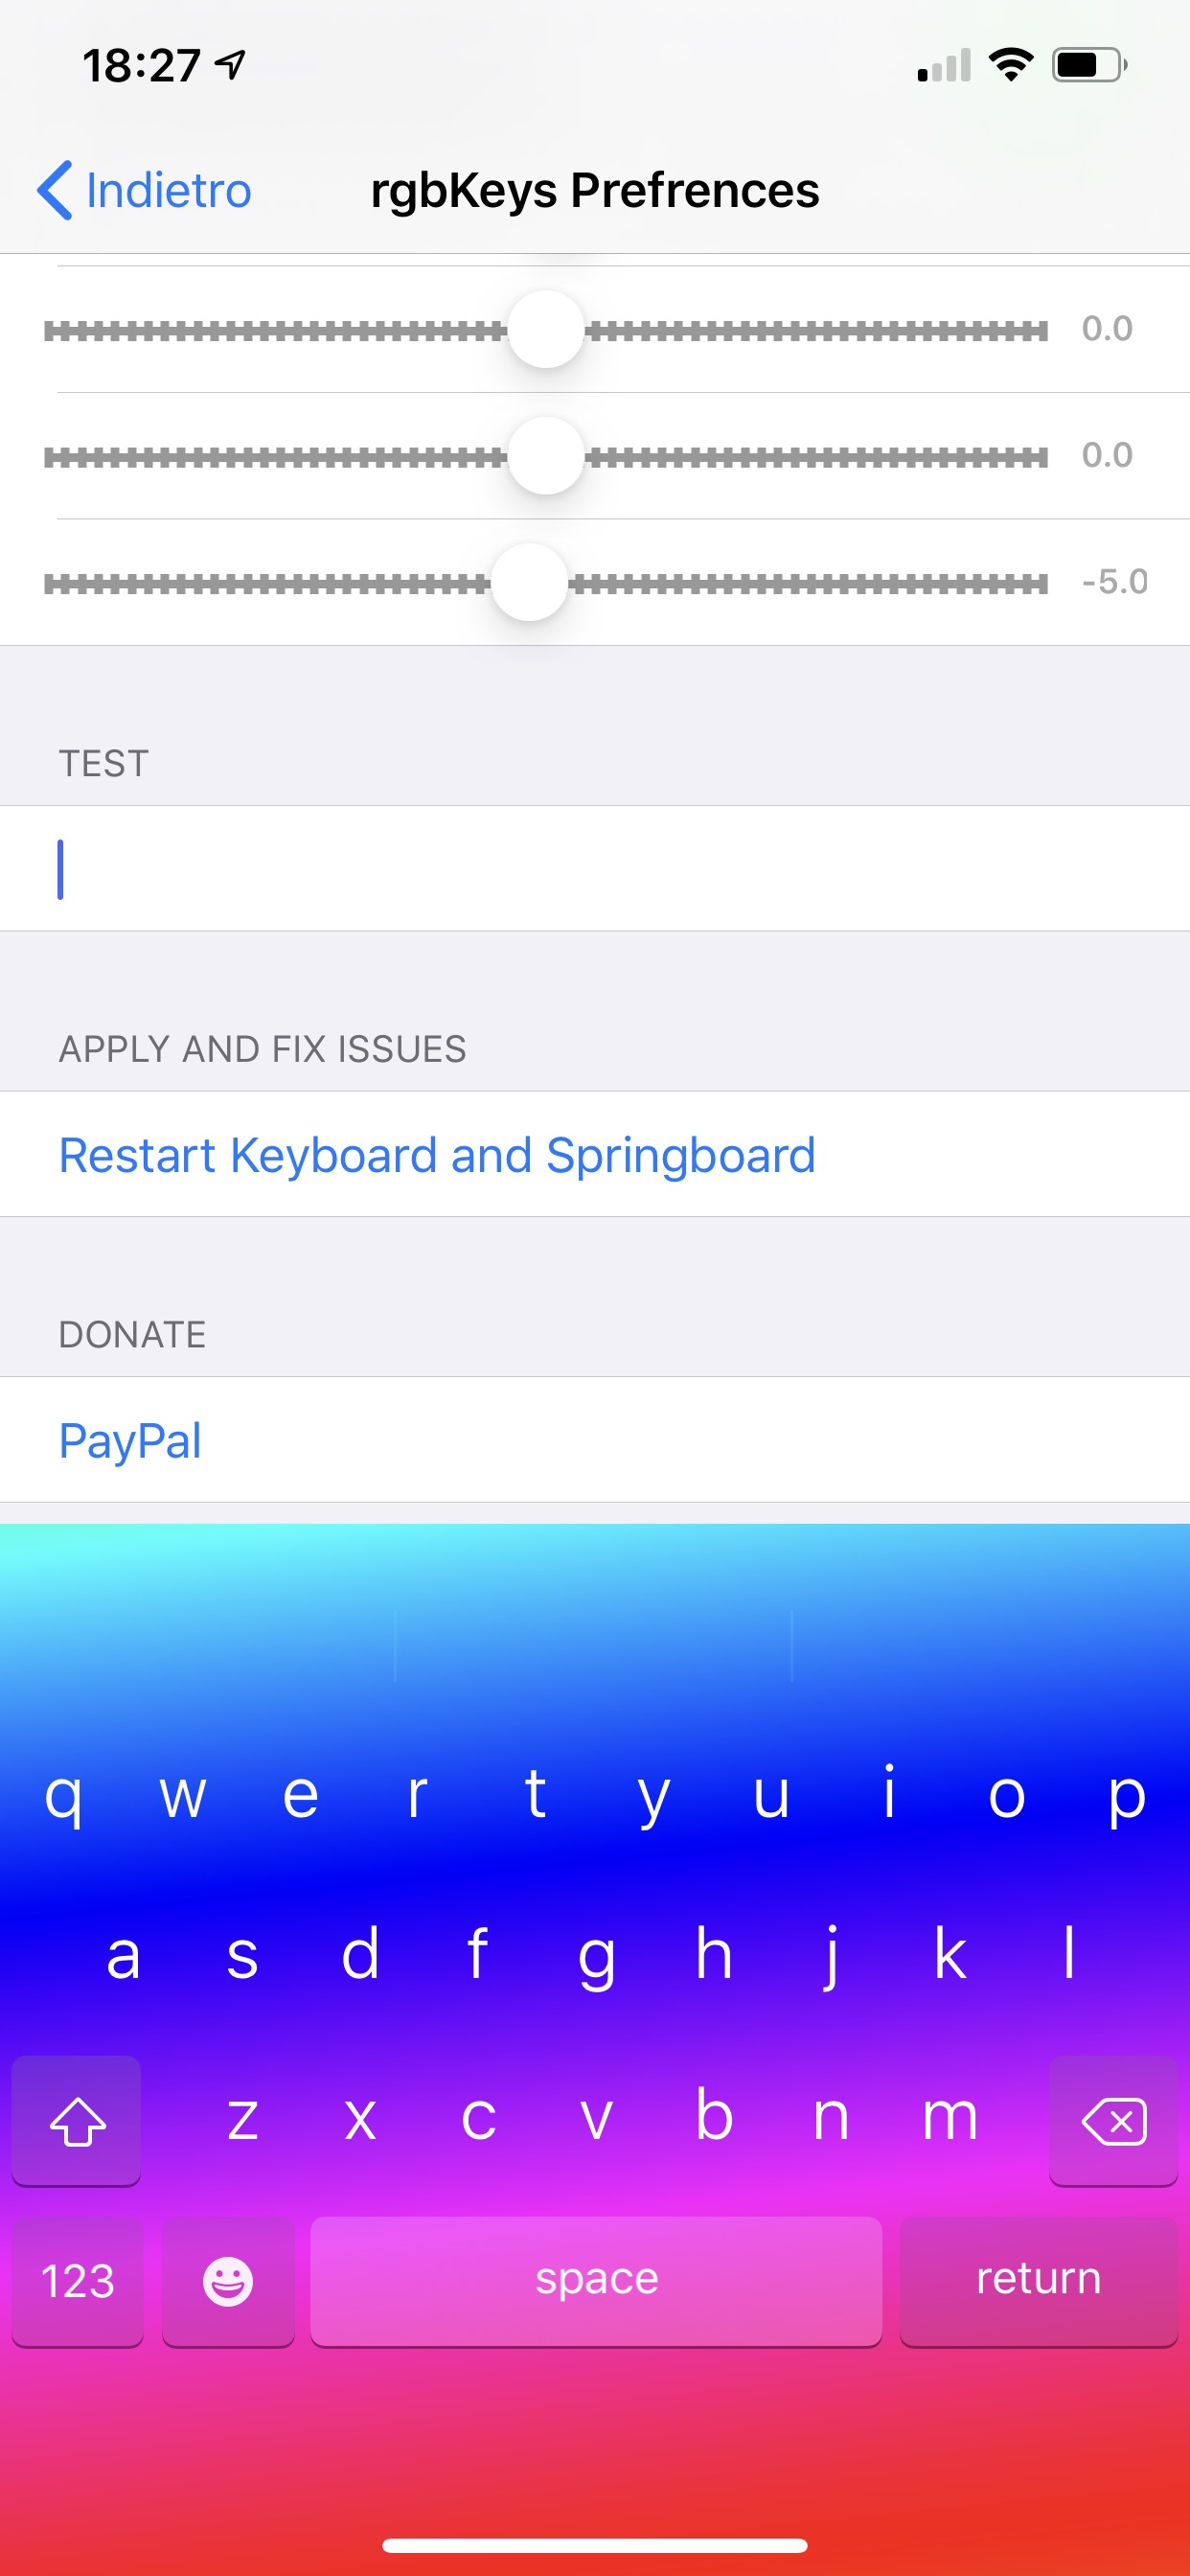 18:27
Indietro
rgbKeys Prefrences
0.0
0.0
-5.0
TEST
APPLY AND FIX ISSUES
Restart Keyboard and Springboard
DONATE
PayPal
q w e r t y u i o p
a s d f g h j k l
z x c v b n m
123 space return